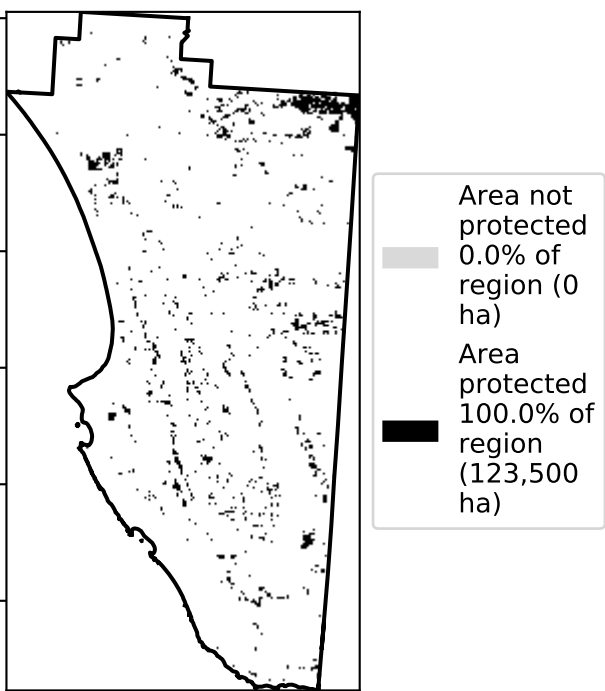 Area not
protected
0.0% of
region (0
ha)
Area
protected
100.0% of
region
(123,500
ha)